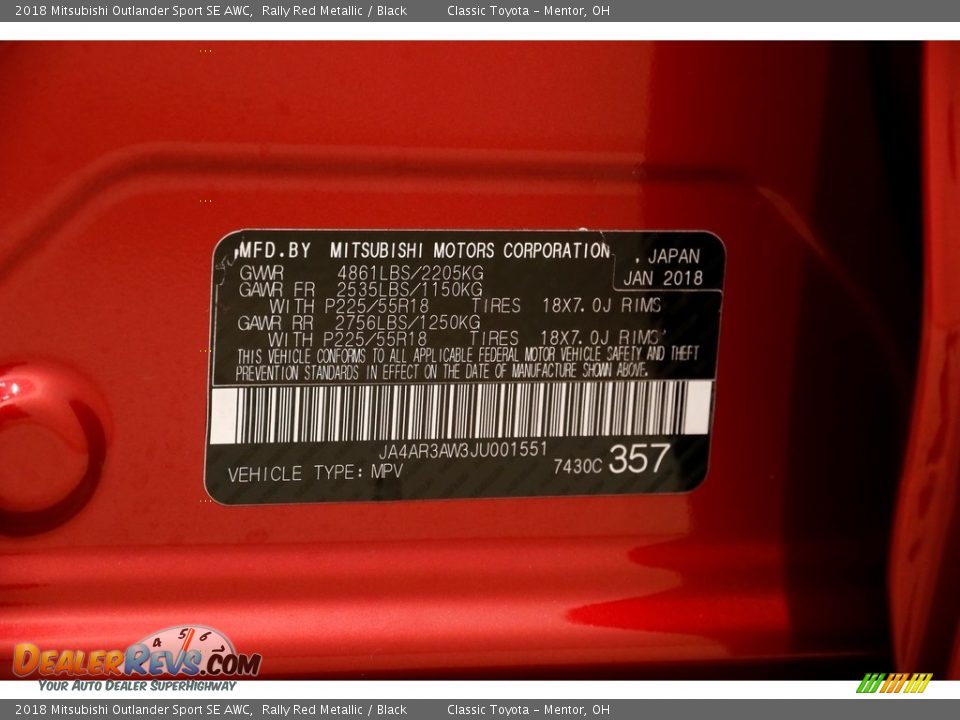 2018 Mitsubishi Outlander Sport SE AWC, Rally Red Metallic / Black Classic Toyota - Mentor, OH
MFD.BY MITSUBISHI MOTORS CORPORATION, JAPAN
GVWR 4861LBS/2205KG JAN 2018
GAWR FR 2535LBS/1150KG
WITH P225/55R18 TIRES 18X7.0J RIMS
GAWR RR 2756LBS/1250KG
WITH P225/55R18 TIRES 18X7.0J RIMS
THIS VEHICLE CONFORMS TO ALL APPLICABLE FEDERAL MOTOR VEHICLE SAFETY AND THEFT
PREVENTION STANDARDS IN EFFECT ON THE DATE OF MANUFACTURE SHOWN ABOVE.
JA4AR3AW3JU001551
VEHICLE TYPE: MPV 7430C 357
4 5 6
DEALERREVS.COM
YOUR AUTO DEALER SUPERHIGHWAY
2018 Mitsubishi Outlander Sport SE AWC, Rally Red Metallic / Black Classic Toyota - Mentor, OH